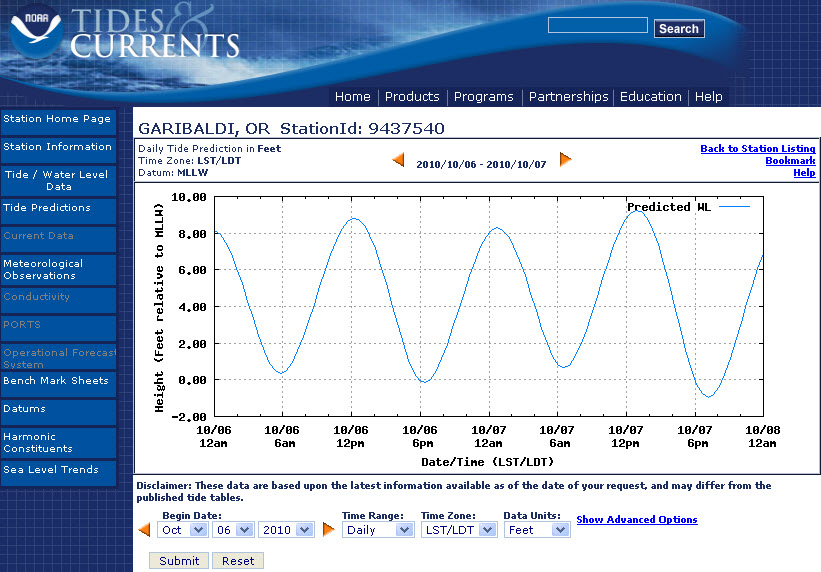 NOAA
TIDES &
CURRENTS
Search
Home | Products | Programs | Partnerships | Education | Help
Station Home Page
Station Information
Tide / Water Level
Data
Tide Predictions
Current Data
Meteorological
Observations
Conductivity
PORTS
Operational Forecast
System
Bench Mark Sheets
Datums
Harmonic
Constituents
Sea Level Trends
GARIBALDI, OR StationId: 9437540
Daily Tide Prediction in Feet
Time Zone: LST/LDT
Datum: MLLW
2010/10/06 - 2010/10/07
Back to Station Listing
Bookmark
Help
Height (Feet relative to MLLW)
10.00
8.00
6.00
4.00
2.00
0.00
-2.00
Predicted WL
10/06 10/06 10/06 10/06 10/07 10/07 10/07 10/07 10/08
12am 6am 12pm 6pm 12am 6am 12pm 6pm 12am
Date/Time (LST/LDT)
Disclaimer: These data are based upon the latest information available as of the date of your request, and may differ from the
published tide tables.
Begin Date: Time Range: Time Zone: Data Units:
Oct 06 2010 Daily LST/LDT Feet Show Advanced Options
Submit Reset